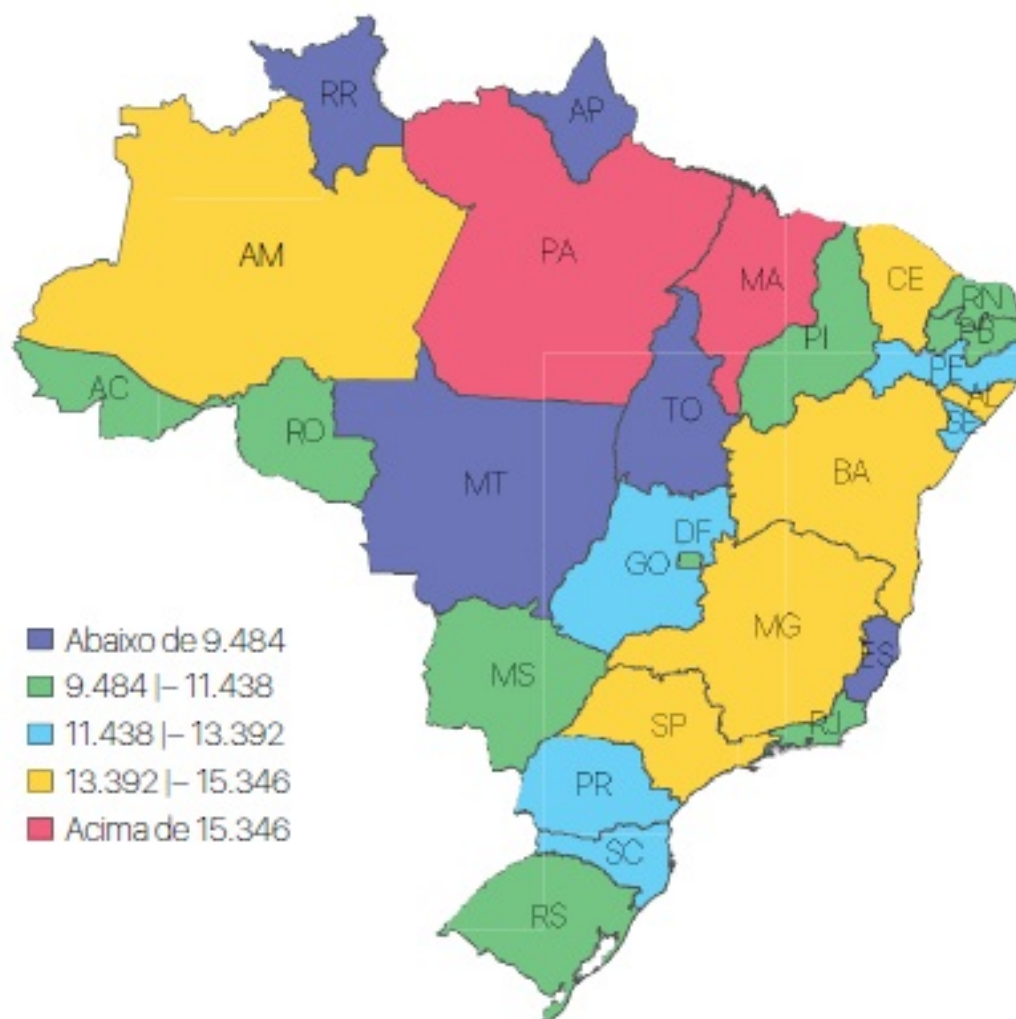 RR
AP
AM
PA
MA
CE
RN
PB
PI
PE
AC
AL
TO
SE
RO
BA
MT
DF
GO
MG
Abaixo de 9.484
ES
9.484 |– 11.438
MS
11.438 |– 13.392
SP
RJ
13.392 |– 15.346
PR
Acima de 15.346
SC
RS